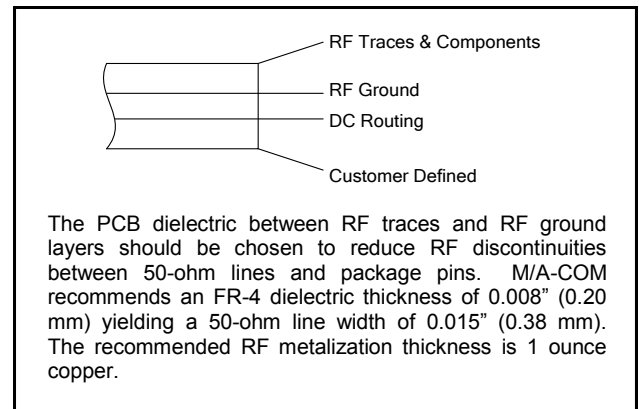 RF Traces & Components
RF Ground
DC Routing
Customer Defined
The PCB dielectric between RF traces and RF ground
layers should be chosen to reduce RF discontinuities
between 50-ohm lines and package pins. M/A-COM
recommends an FR-4 dielectric thickness of 0.008” (0.20
mm) yielding a 50-ohm line width of 0.015” (0.38 mm).
The recommended RF metalization thickness is 1 ounce
copper.